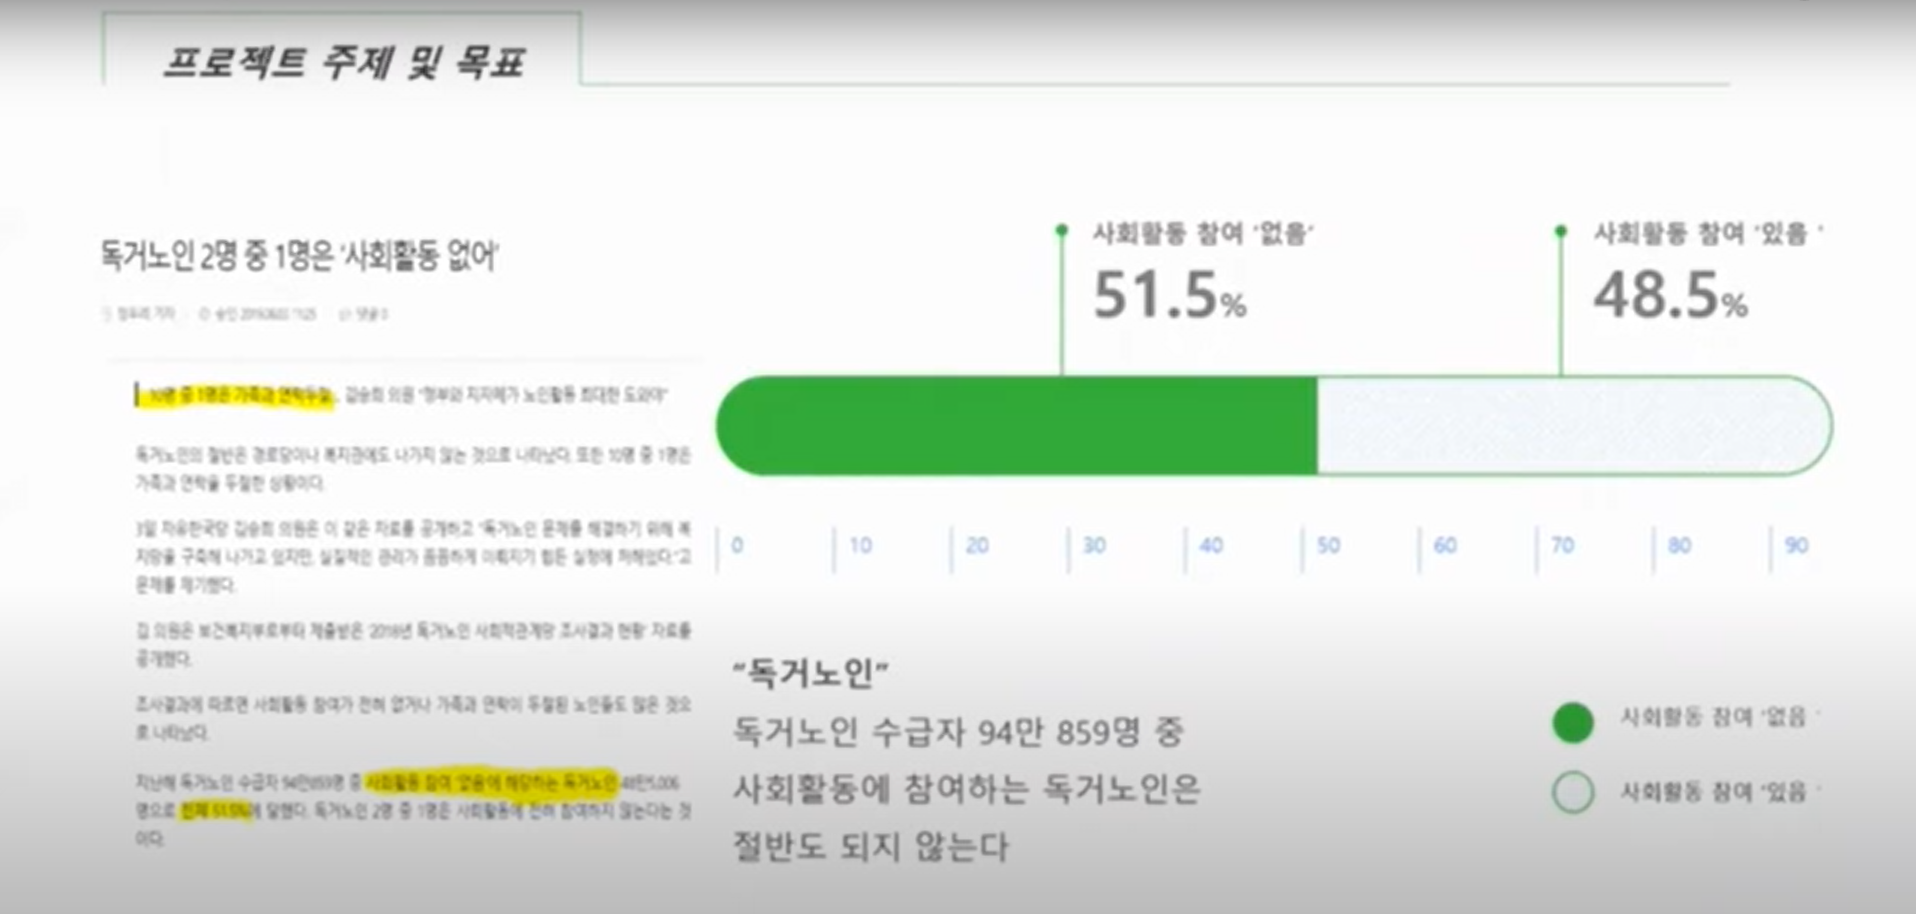 프로젝트 주제 및 목표
독거노인 2명 중 1명은 '사회활동 없어'
10명 중 1명은 가족과 연락두절... 김승희 의원 "정부와 지자체가 노인활동 최대한 도와야"
독거노인의 절반은 경로당이나 복지관에도 나가지 않는 것으로 나타났다. 또한 10명 중 1명은
가족과 연락을 두절한 상황이다.
3일 자유한국당 김승희 의원은 이 같은 자료를 공개하고 "독거노인 문제를 해결하기 위해 복
지망을 구축해 나가고 있지만, 실질적인 관리가 꼼꼼하게 이뤄지기 힘든 실정에 처해있다."고
문제를 제기했다.
김 의원은 보건복지부로부터 제출받은 '2018년 독거노인 사회적관계망 조사결과 현황' 자료를
공개했다.
조사결과에 따르면 사회활동 참여가 전혀 없거나 가족과 연락이 두절된 노인들도 많은 것으
로 나타났다.
지난해 독거노인 수급자 94만859명 중 사회활동 참여 '없음'에 해당하는 독거노인 48만5,006
명으로 전체 51.5%에 달했다. 독거노인 2명 중 1명은 사회활동에 전혀 참여하지 않는다는 것
이다.
사회활동 참여 '없음'
51.5%
사회활동 참여 '있음 '
48.5%
0 10 20 30 40 50 60 70 80 90
"독거노인"
독거노인 수급자 94만 859명 중
사회활동에 참여하는 독거노인은
절반도 되지 않는다
사회활동 참여 '없음 '
사회활동 참여 '있음 '